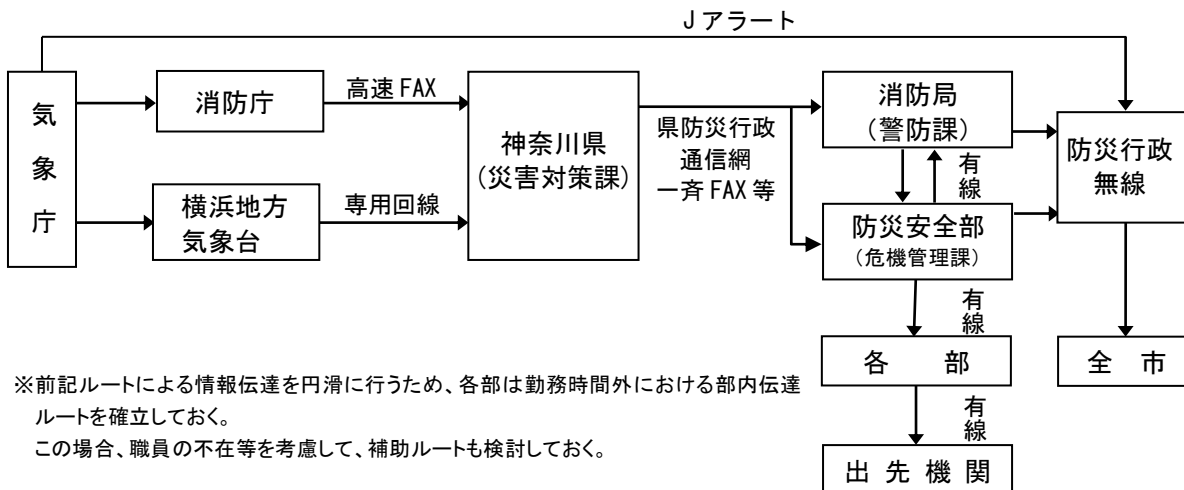 Jアラート
気象庁
消防庁
高速 FAX
横浜地方
気象台
専用回線
神奈川県
(災害対策課)
県防災行政
通信網
一斉 FAX 等
消防局
(警防課)
有線
防災安全部
(危機管理課)
防災行政
無線
有線
各　　部
全　市
有線
出 先 機 関
※前記ルートによる情報伝達を円滑に行うため、各部は勤務時間外における部内伝達
ルートを確立しておく。
この場合、職員の不在等を考慮して、補助ルートも検討しておく。